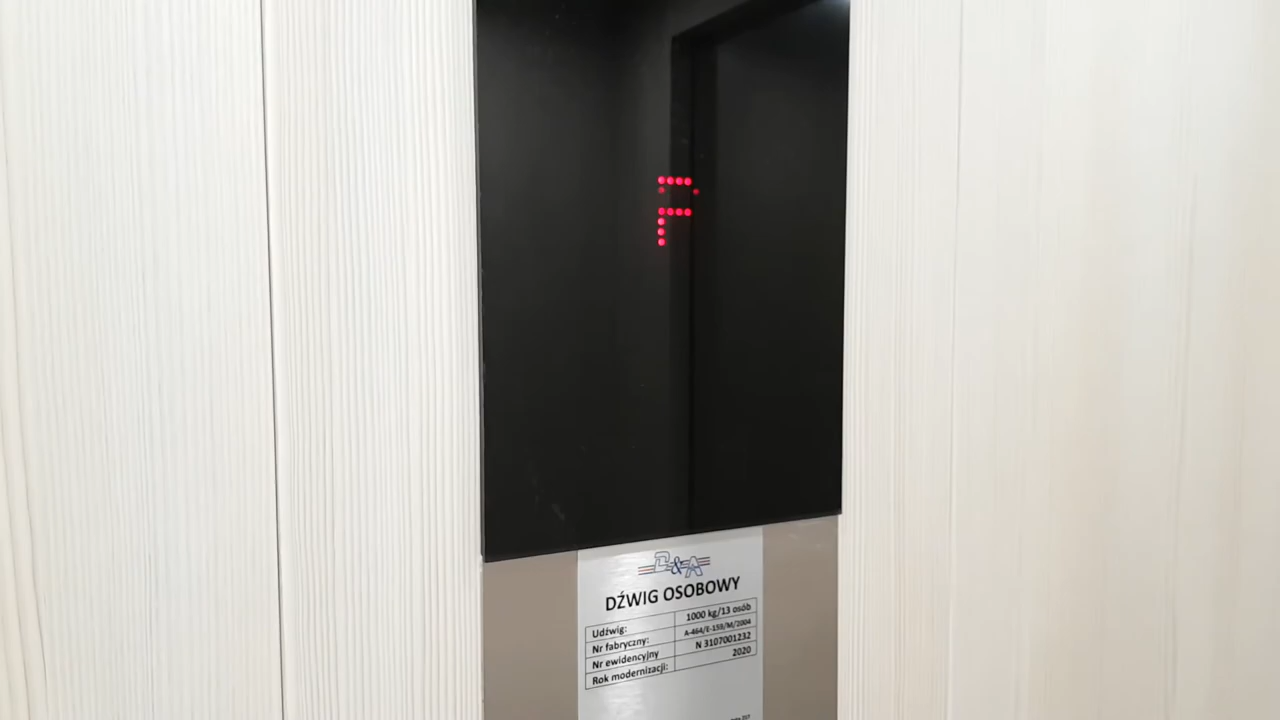 P
D&A
DŹWIG OSOBOWY
Udźwig: 1000 kg/13 osób
Nr fabryczny: A-464/E-159/M/2004
Nr ewidencyjny N 3107001232
Rok modernizacji: 2020